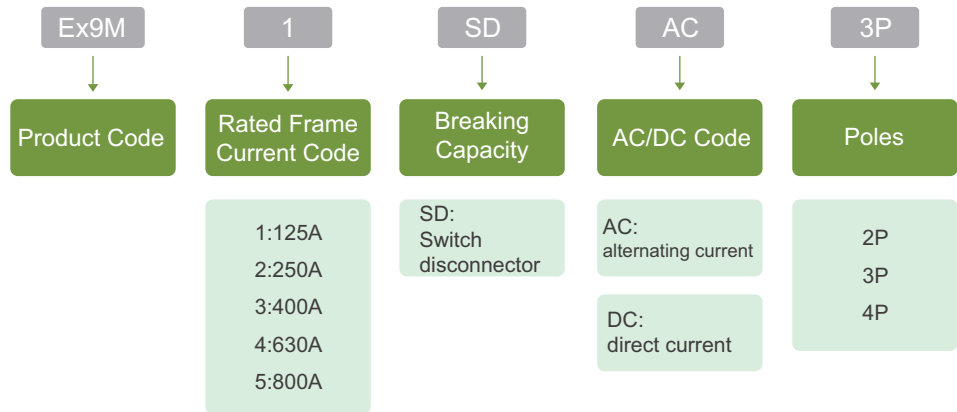 Ex9M
1
SD
AC
3P
Product Code
Rated Frame
Current Code
Breaking
Capacity
AC/DC Code
Poles
1:125A
2:250A
3:400A
4:630A
5:800A
SD:
Switch
disconnector
AC:
alternating current
DC:
direct current
2P
3P
4P